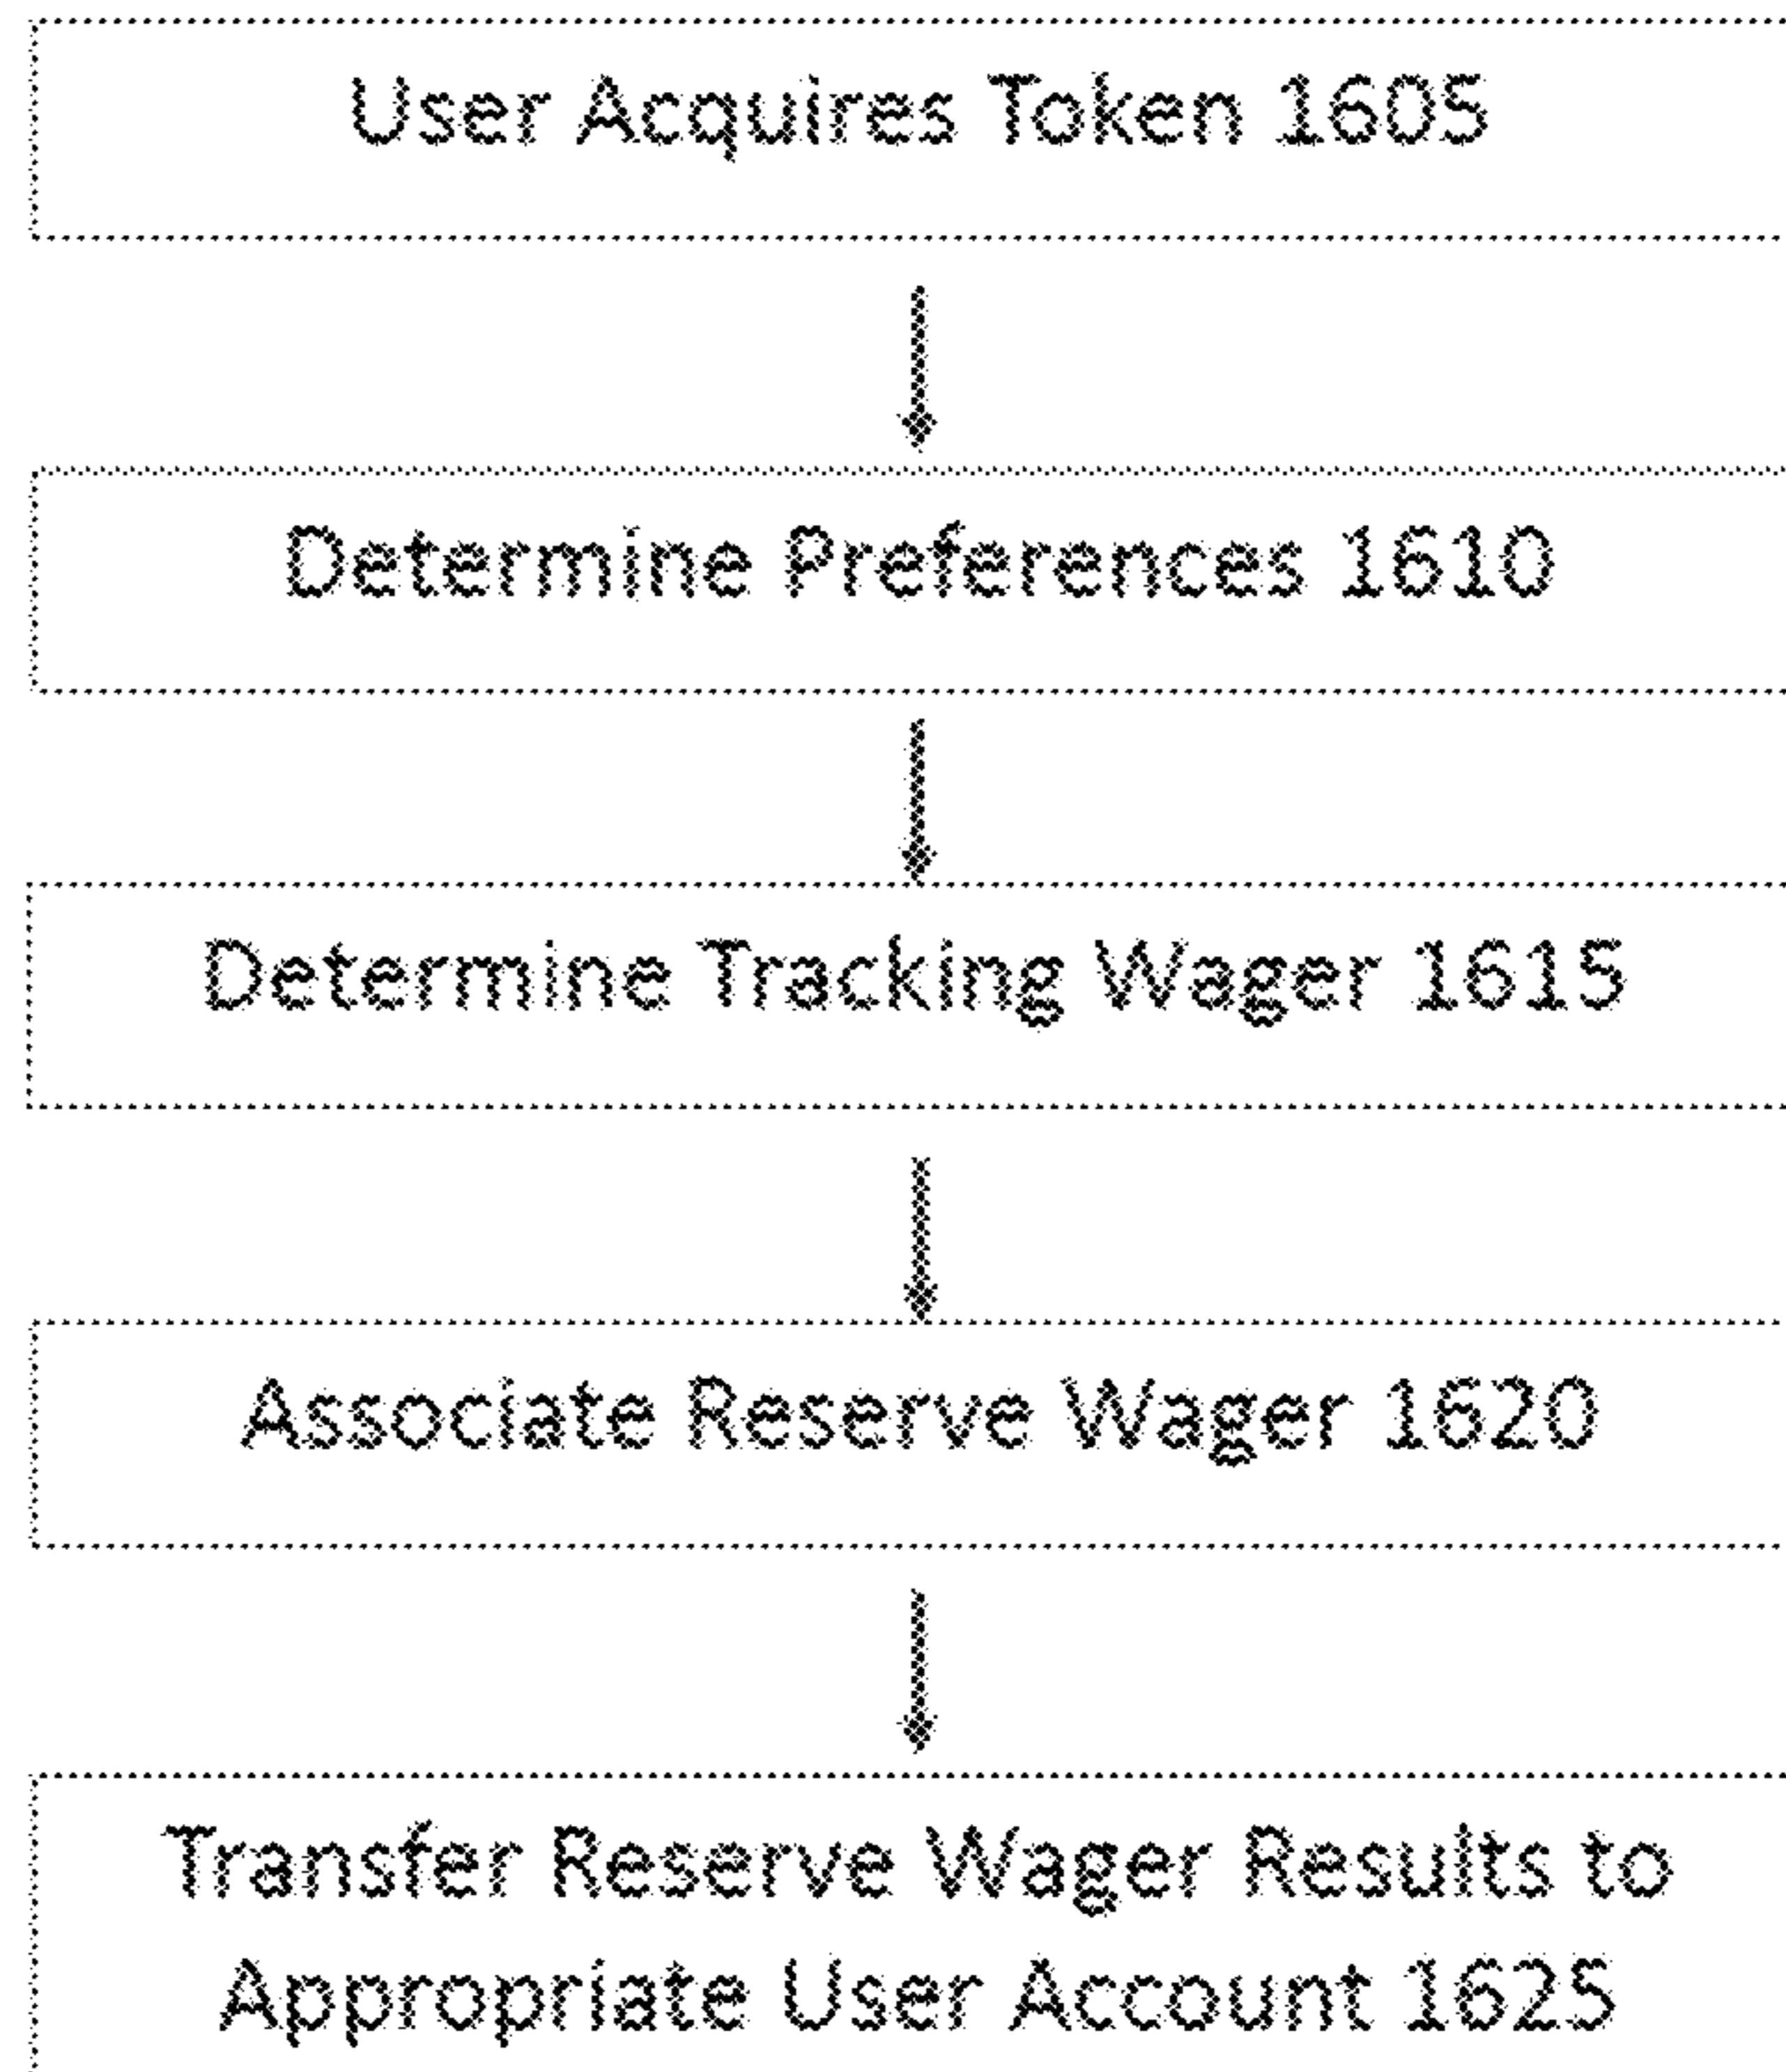 User Acquires Token 1605
Determine Preferences 1610
Determine Tracking Wager 1615
Associate Reserve Wager 1620
Transfer Reserve Wager Results to
Appropriate User Account 1625